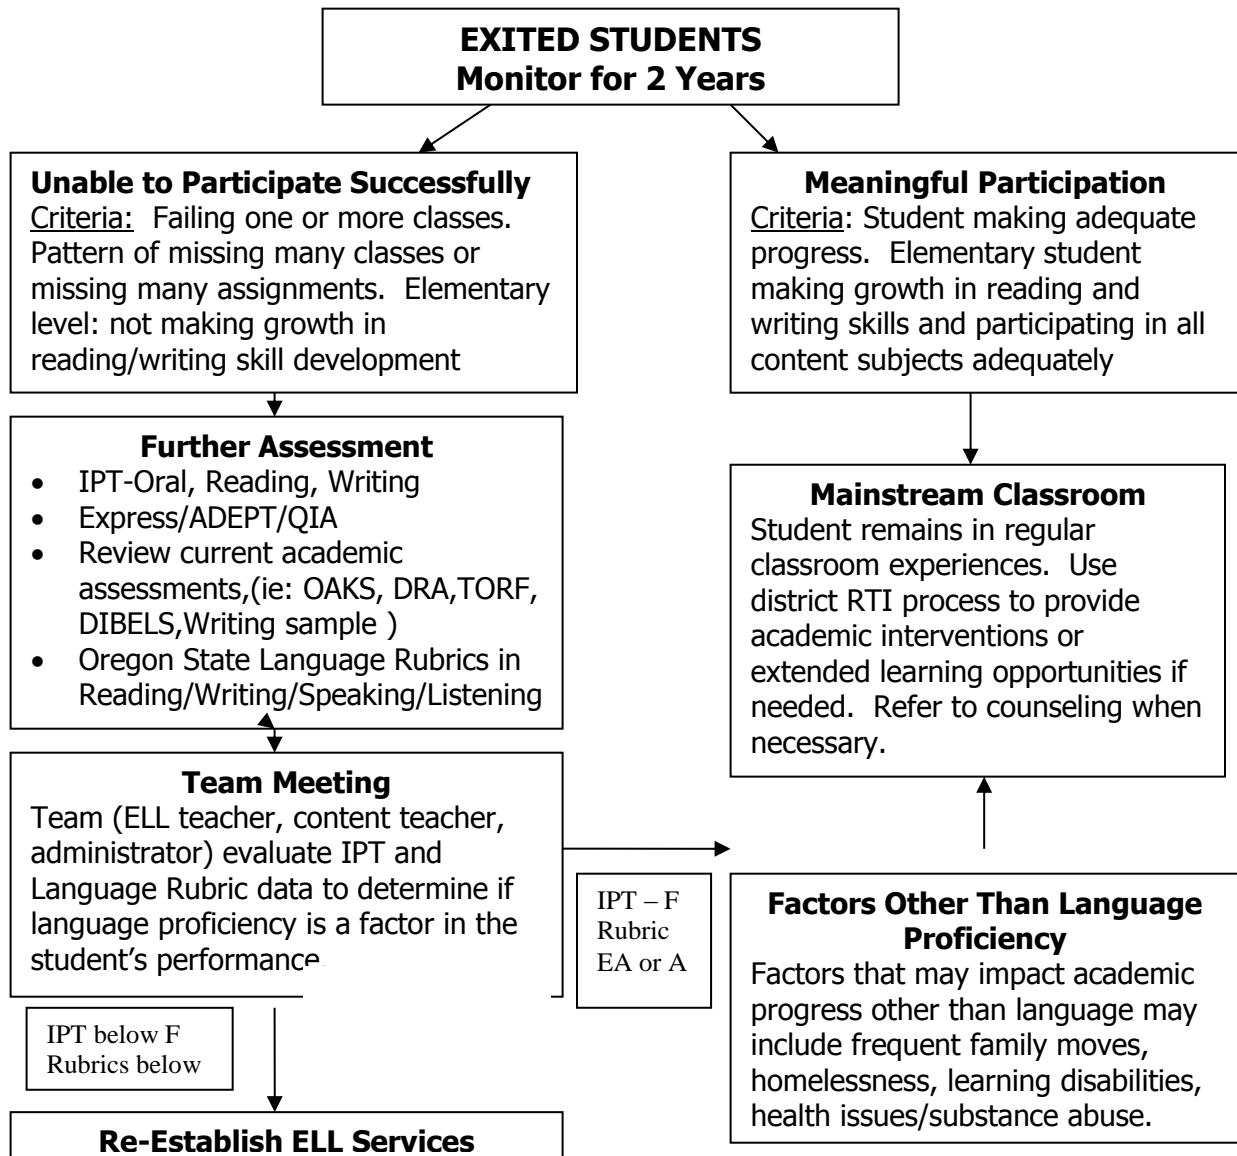 EXITED STUDENTS
Monitor for 2 Years
Unable to Participate Successfully
Criteria: Failing one or more classes.
Pattern of missing many classes or
missing many assignments. Elementary
level: not making growth in
reading/writing skill development
Meaningful Participation
Criteria: Student making adequate
progress. Elementary student
making growth in reading and
writing skills and participating in all
content subjects adequately
Further Assessment
• IPT-Oral, Reading, Writing
• Express/ADEPT/QIA
• Review current academic
assessments,(ie: OAKS, DRA,TORF,
DIBELS,Writing sample )
• Oregon State Language Rubrics in
Reading/Writing/Speaking/Listening
Mainstream Classroom
Student remains in regular
classroom experiences. Use
district RTI process to provide
academic interventions or
extended learning opportunities if
needed. Refer to counseling when
necessary.
Team Meeting
Team (ELL teacher, content teacher,
administrator) evaluate IPT and
Language Rubric data to determine if
language proficiency is a factor in the
student’s performance
IPT – F
Rubric
EA or A
Factors Other Than Language
Proficiency
Factors that may impact academic
progress other than language may
include frequent family moves,
homelessness, learning disabilities,
health issues/substance abuse.
IPT below F
Rubrics below
Re-Establish ELL Services